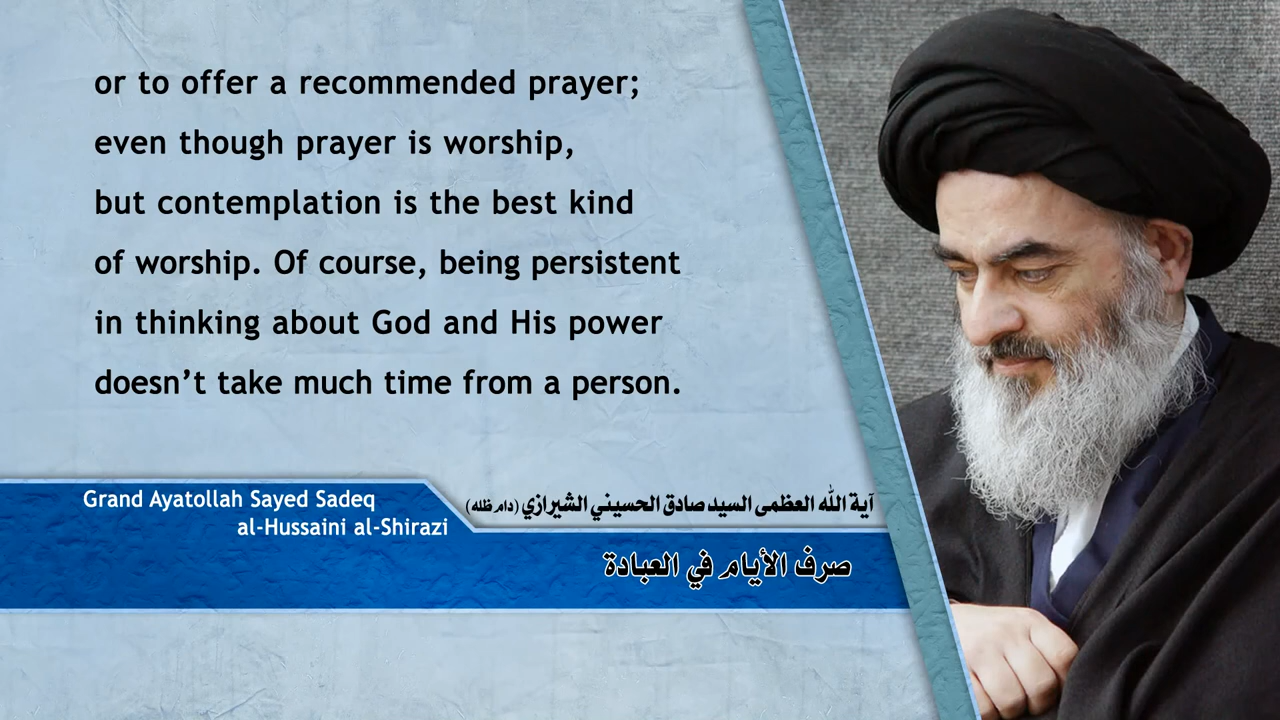 or to offer a recommended prayer;
even though prayer is worship,
but contemplation is the best kind
of worship. Of course, being persistent
in thinking about God and His power
doesn’t take much time from a person.
Grand Ayatollah Sayed Sadeq
al-Hussaini al-Shirazi
آية الله العظمى السيد صادق الحسيني الشيرازي (دام ظله)
صرف الأيام في العبادة